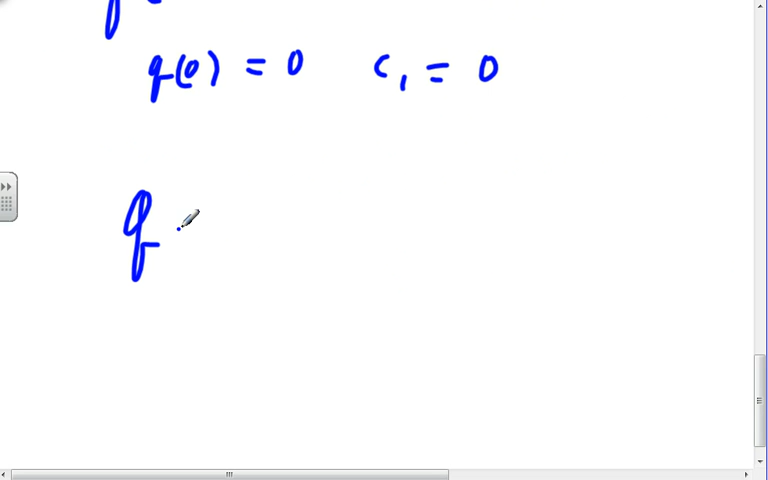 q(0) = 0 c₁ = 0
q